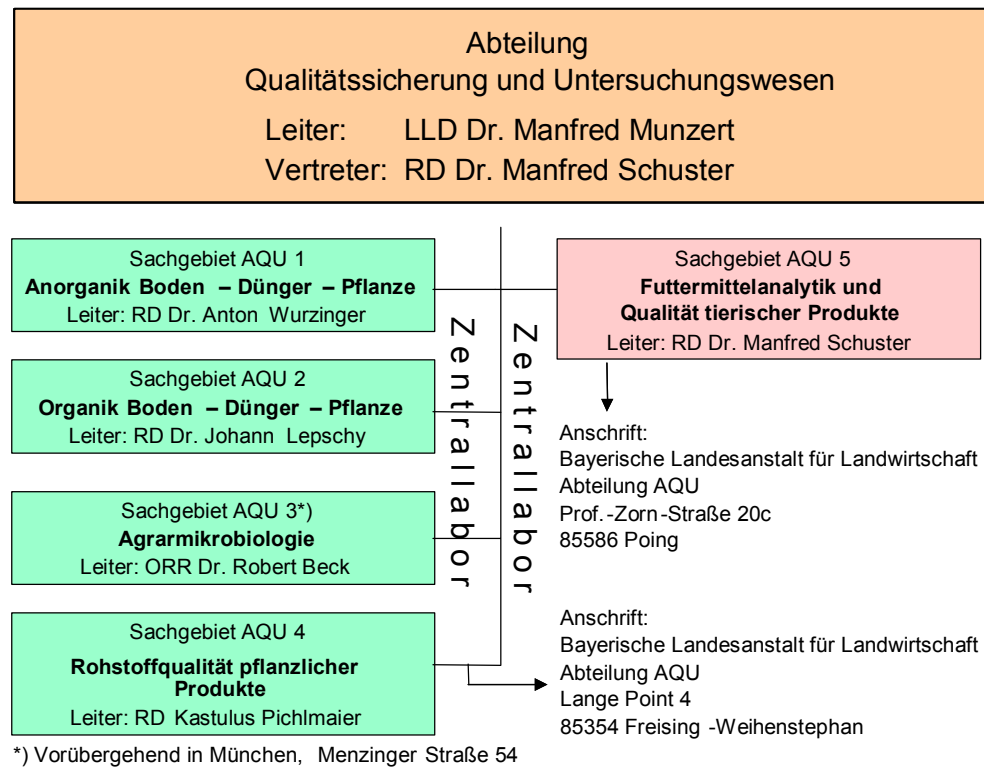 Abteilung
Qualitätssicherung und Untersuchungswesen
Leiter: LLD Dr. Manfred Munzert
Vertreter: RD Dr. Manfred Schuster
Sachgebiet AQU 1
Anorganik Boden – Dünger – Pflanze
Leiter: RD Dr. Anton Wurzinger
Sachgebiet AQU 2
Organik Boden – Dünger – Pflanze
Leiter: RD Dr. Johann Lepschy
Sachgebiet AQU 3*)
Agrarmikrobiologie
Leiter: ORR Dr. Robert Beck
Sachgebiet AQU 4
Rohstoffqualität pflanzlicher
Produkte
Leiter: RD Kastulus Pichlmaier
Zentrallabor
Zentrallabor
Sachgebiet AQU 5
Futtermittelanalytik und
Qualität tierischer Produkte
Leiter: RD Dr. Manfred Schuster
Anschrift:
Bayerische Landesanstalt für Landwirtschaft
Abteilung AQU
Prof.-Zorn-Straße 20c
85586 Poing
Anschrift:
Bayerische Landesanstalt für Landwirtschaft
Abteilung AQU
Lange Point 4
85354 Freising -Weihenstephan
*) Vorübergehend in München, Menzinger Straße 54